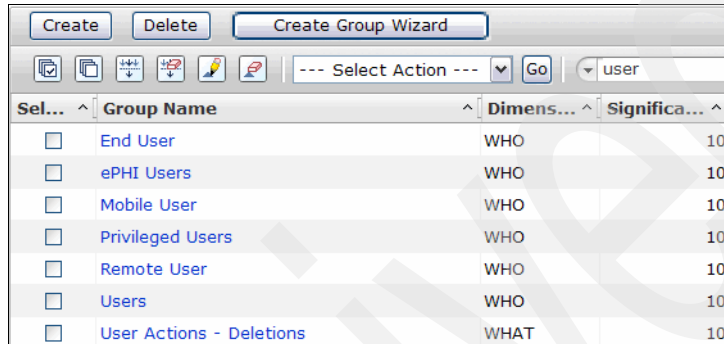 Create Delete Create Group Wizard
--- Select Action --- Go user
Sel... ^ Group Name ^ Dimens... ^ Significa... ^
End User WHO 10
ePHI Users WHO 10
Mobile User WHO 10
Privileged Users WHO 10
Remote User WHO 10
Users WHO 10
User Actions - Deletions WHAT 10